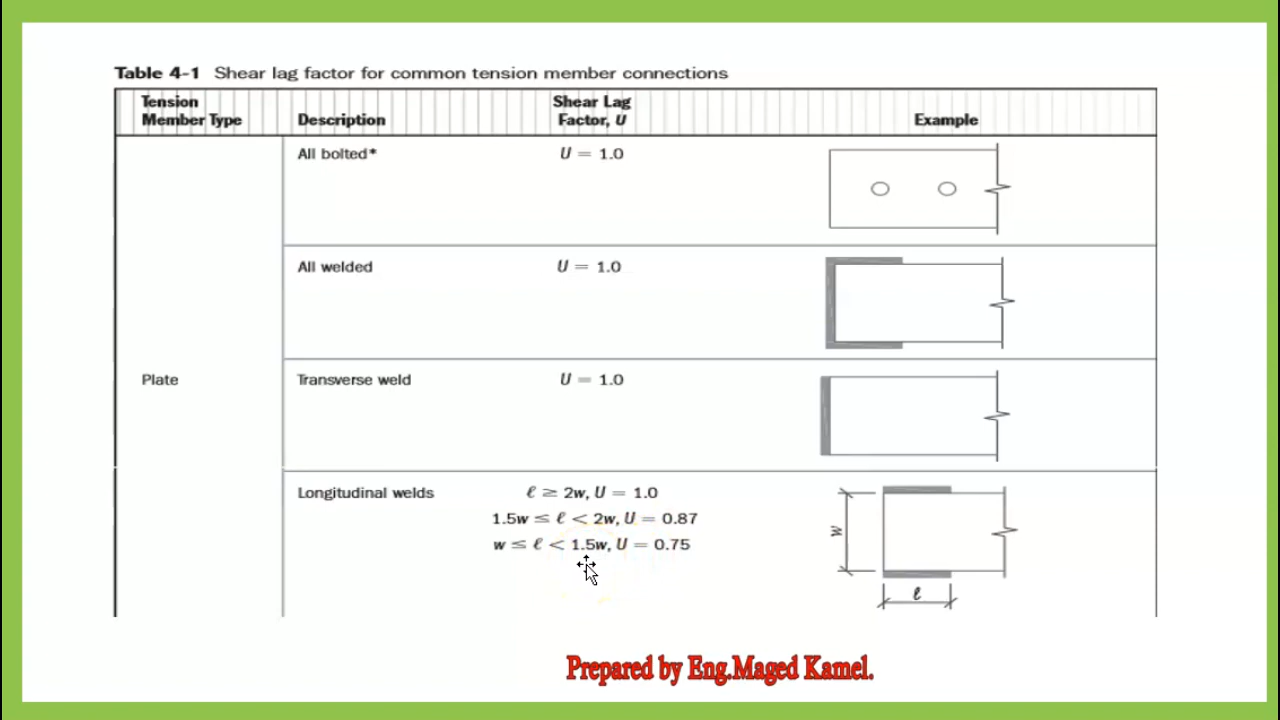 Table 4-1 Shear lag factor for common tension member connections
Tension
Member Type
Description
Shear Lag
Factor, U
Example
All bolted*
U = 1.0
All welded
U = 1.0
Plate
Transverse weld
U = 1.0
Longitudinal welds
ℓ ≥ 2w, U = 1.0
1.5w ≤ ℓ < 2w, U = 0.87
w ≤ ℓ < 1.5w, U = 0.75
w
ℓ
Prepared by Eng.Maged Kamel.